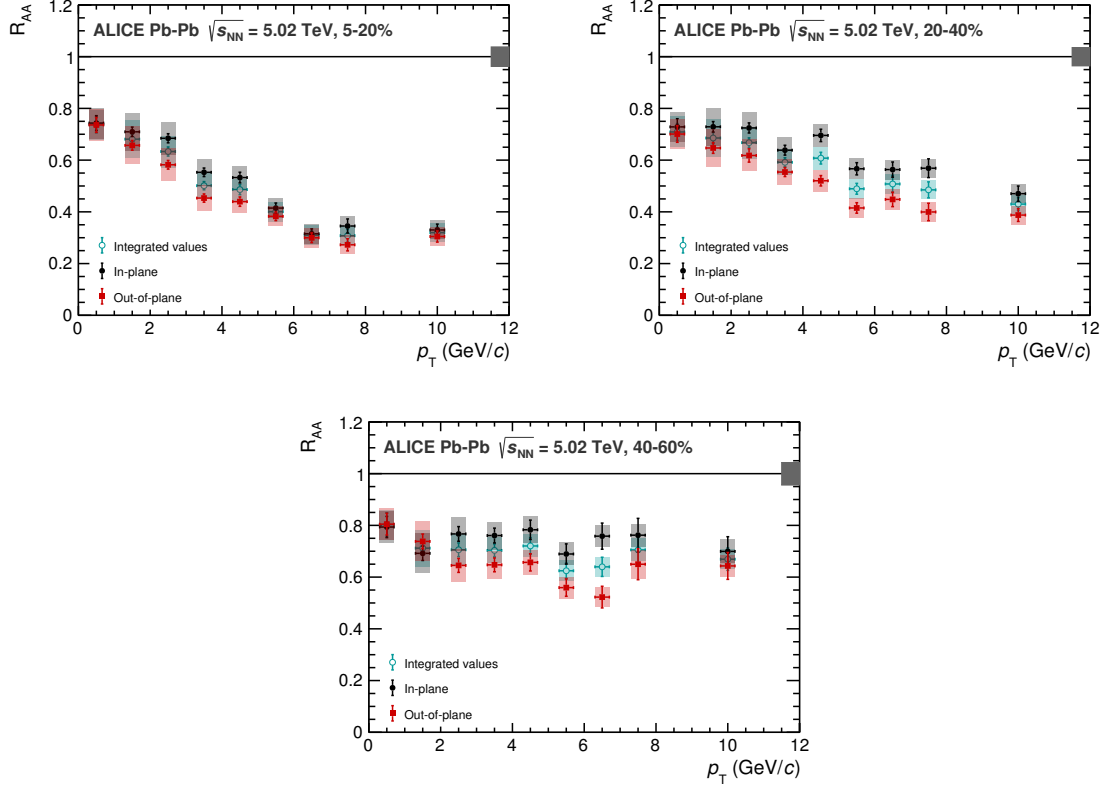 R_AA
ALICE Pb-Pb √s_NN = 5.02 TeV, 5-20%
1
0.8
0.6
0.4
0.2
0
Integrated values
In-plane
Out-of-plane
0 2 4 6 8 10 12
p_T (GeV/c)
R_AA
ALICE Pb-Pb √s_NN = 5.02 TeV, 20-40%
1
0.8
0.6
0.4
0.2
0
Integrated values
In-plane
Out-of-plane
0 2 4 6 8 10 12
p_T (GeV/c)
R_AA
1.2
ALICE Pb-Pb √s_NN = 5.02 TeV, 40-60%
1
0.8
0.6
0.4
0.2
0
Integrated values
In-plane
Out-of-plane
0 2 4 6 8 10 12
p_T (GeV/c)